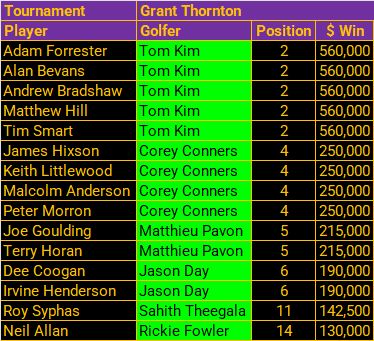 Tournament Grant Thornton
Player Golfer Position $ Win
Adam Forrester Tom Kim 2 560,000
Alan Bevans Tom Kim 2 560,000
Andrew Bradshaw Tom Kim 2 560,000
Matthew Hill Tom Kim 2 560,000
Tim Smart Tom Kim 2 560,000
James Hixson Corey Conners 4 250,000
Keith Littlewood Corey Conners 4 250,000
Malcolm Anderson Corey Conners 4 250,000
Peter Morron Corey Conners 4 250,000
Joe Goulding Matthieu Pavon 5 215,000
Terry Horan Matthieu Pavon 5 215,000
Dee Coogan Jason Day 6 190,000
Irvine Henderson Jason Day 6 190,000
Roy Syphas Sahith Theegala 11 142,500
Neil Allan Rickie Fowler 14 130,000